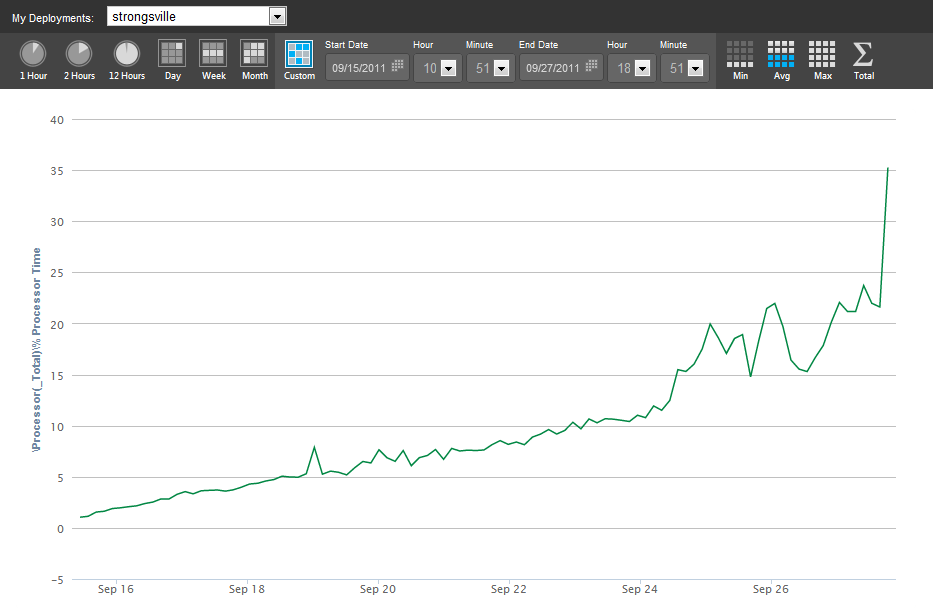 My Deployments: strongsville
Start Date Hour Minute End Date Hour Minute
09/15/2011 10 51 09/27/2011 18 51
1 Hour 2 Hours 12 Hours Day Week Month Custom Min Avg Max Total
\Processor(_Total)\% Processor Time
40
35
30
25
20
15
10
5
0
-5
Sep 16 Sep 18 Sep 20 Sep 22 Sep 24 Sep 26